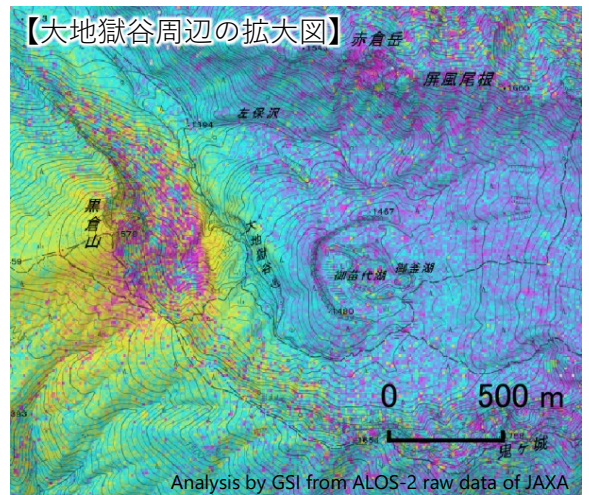 【大地獄谷周辺の拡大図】
赤倉岳
屏風尾根
左保沢
1194
1467
黒倉山
大地獄谷
御苗代湖
御釜湖
1480
0 500 m
鬼ヶ城
Analysis by GSI from ALOS-2 raw data of JAXA